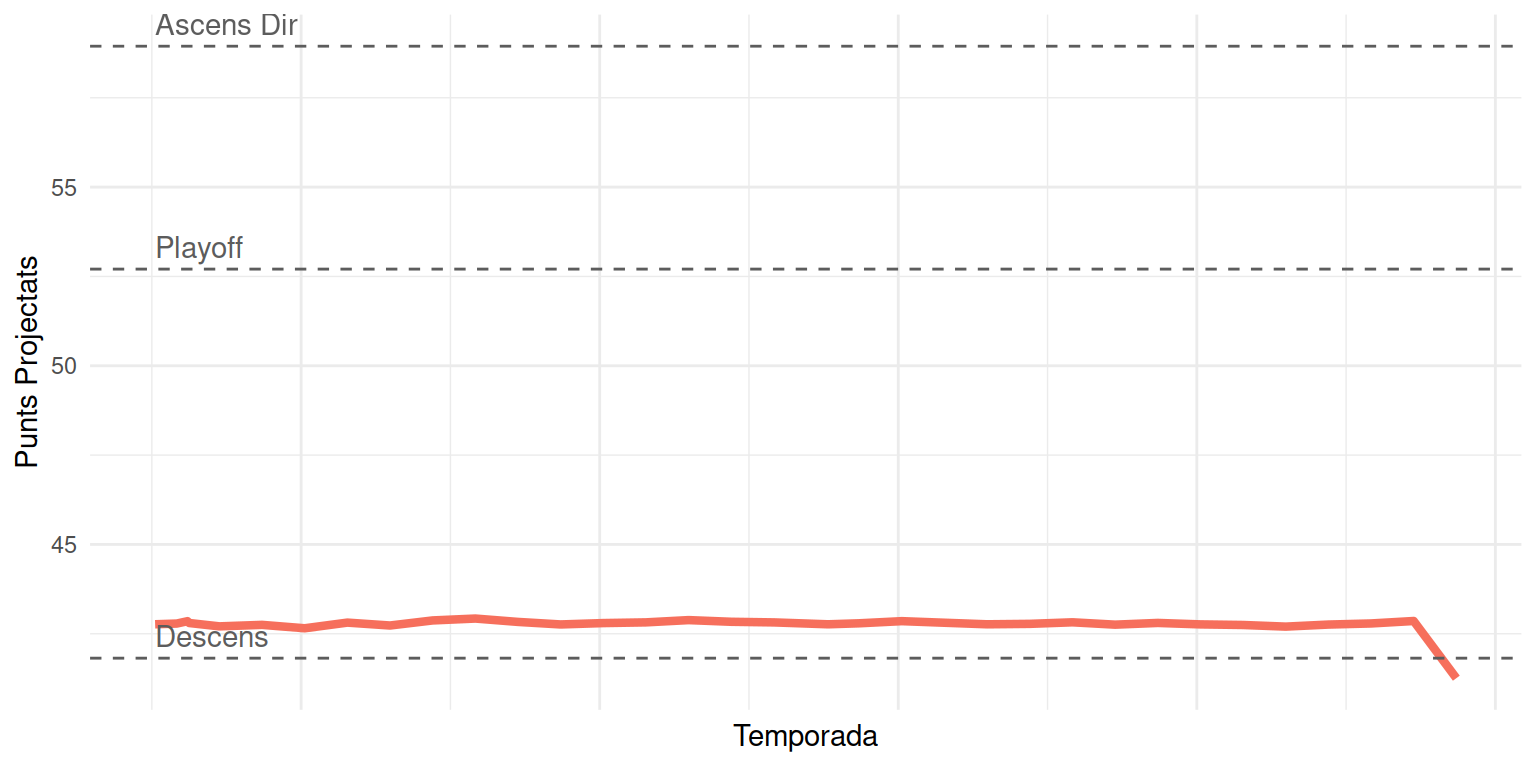 Ascens Dir
55
Playoff
50
45
Descens
Punts Projectats
Temporada